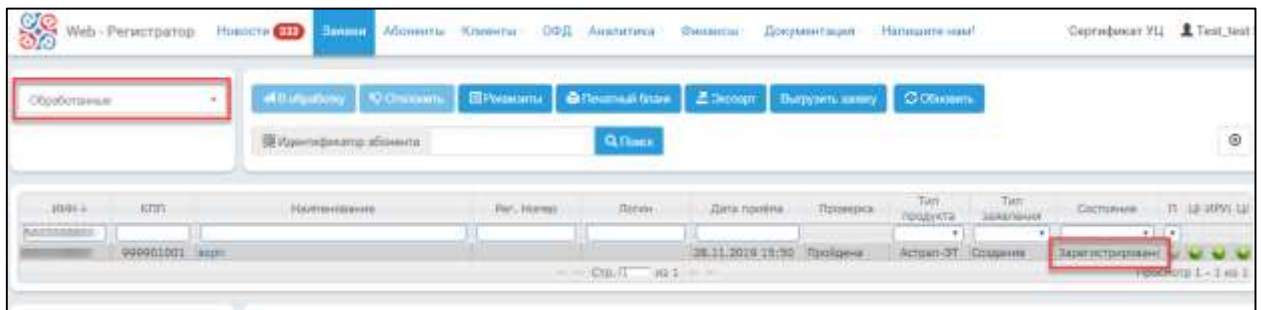 Web - Регистратор Новости 333 Заявки Абоненты Клиенты ОФД Аналитика Финансы Документация Напишите нам! Сертификат УЦ Test_test
Обработанные В обработку Отклонить Реквизиты Печатный бланк Экспорт Выгрузить заявку Обновить
Идентификатор абонента Поиск
ИНН КПП Наименование Рег. Номер Логин Дата приёма Проверка Тип продукта Тип заявления Состояние П
999901001 28.11.2019 15:50 Пройдена Астрал-ЭТ Создание Зарегистрирован
Стр. 1 из 1 Просмотр 1 - 1 из 1